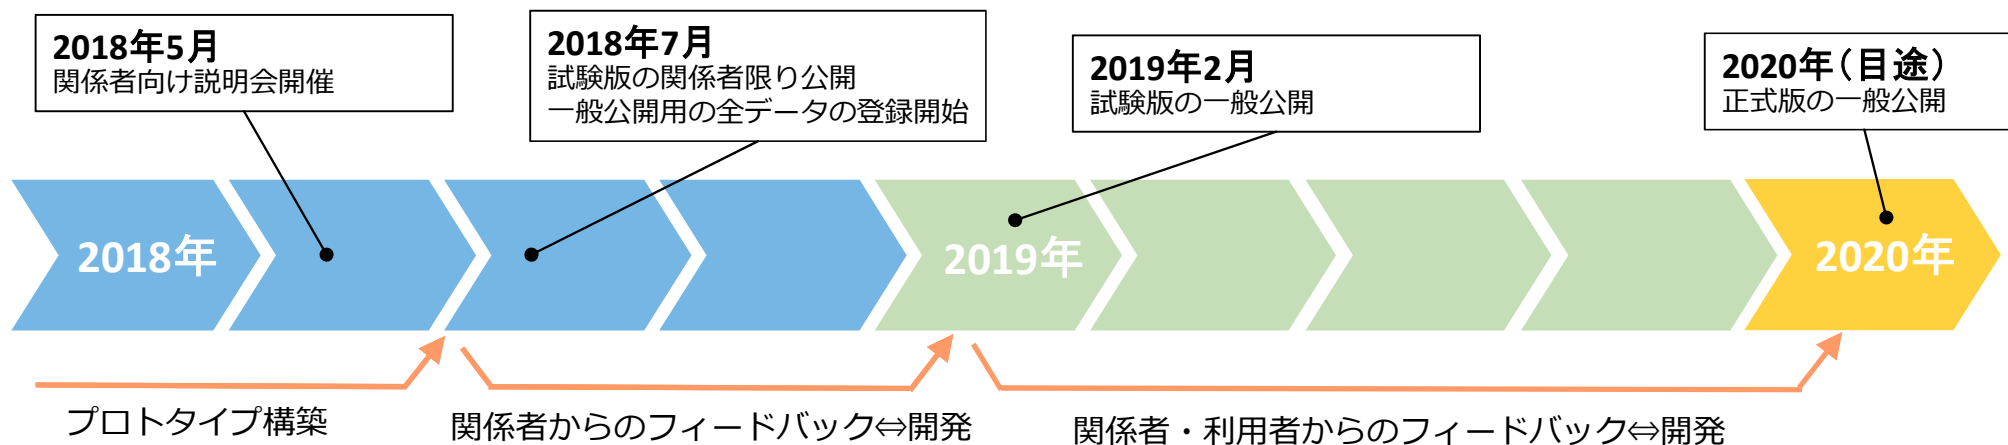 2018年5月
関係者向け説明会開催
2018年7月
試験版の関係者限り公開
一般公開用の全データの登録開始
2019年2月
試験版の一般公開
2020年（目途）
正式版の一般公開
2018年
2019年
2020年
プロトタイプ構築
関係者からのフィードバック⇔開発
関係者・利用者からのフィードバック⇔開発